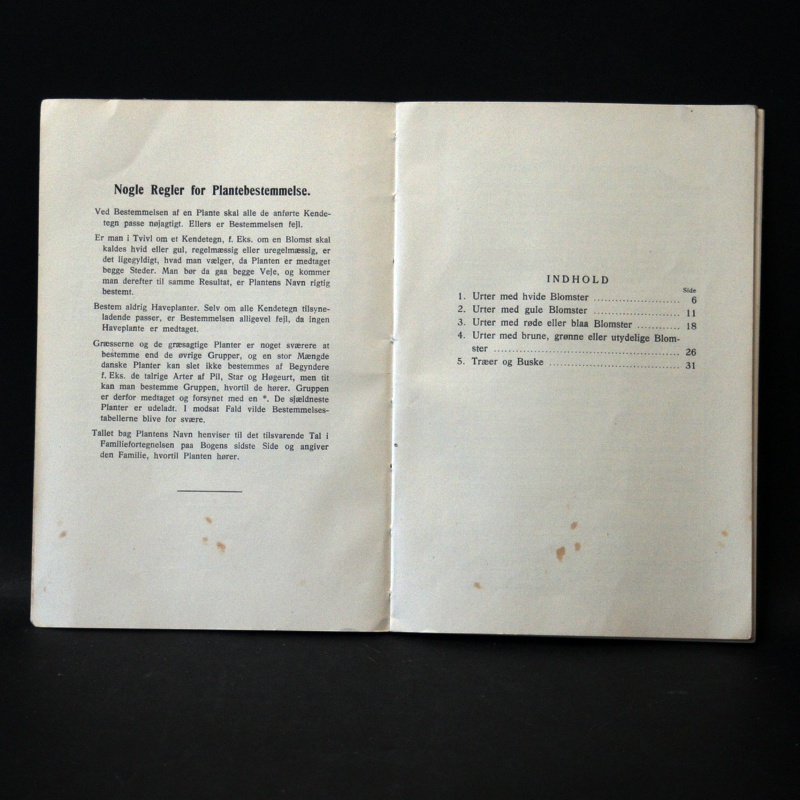 Nogle Regler for Plantebestemmelse.
Ved Bestemmelsen af en Plante skal alle de anførte Kende-
tegn passe nøjagtigt. Ellers er Bestemmelsen fejl.
Er man i Tvivl om et Kendetegn, f. Eks. om en Blomst skal
kaldes hvid eller gul, regelmæssig eller uregelmæssig, er
det ligegyldigt, hvad man vælger, da Planten er medtaget
begge Steder. Man bør da gaa begge Veje, og kommer
man derefter til samme Resultat, er Plantens Navn rigtig
bestemt.
Bestem aldrig Haveplanter. Selv om alle Kendetegn tilsyne-
ladende passer, er Bestemmelsen alligevel fejl, da ingen
Haveplante er medtaget.
Græsserne og de græsagtige Planter er noget sværere at
bestemme end de øvrige Grupper, og en stor Mængde
danske Planter kan slet ikke bestemmes af Begyndere
f. Eks. de talrige Arter af Pil, Star og Høgeurt, men tit
kan man bestemme Gruppen, hvortil de hører. Gruppen
er derfor medtaget og forsynet med en *. De sjældneste
Planter er udeladt. I modsat Fald vilde Bestemmelses-
tabellerne blive for svære.
Tallet bag Plantens Navn henviser til det tilsvarende Tal i
Familiefortegnelsen paa Bogens sidste Side og angiver
den Familie, hvortil Planten hører.
INDHOLD
Side
1. Urter med hvide Blomster ........................ 6
2. Urter med gule Blomster ......................... 11
3. Urter med røde eller blaa Blomster ............ 18
4. Urter med brune, grønne eller utydelige Blom-
ster .................................................. 26
5. Træer og Buske .................................... 31